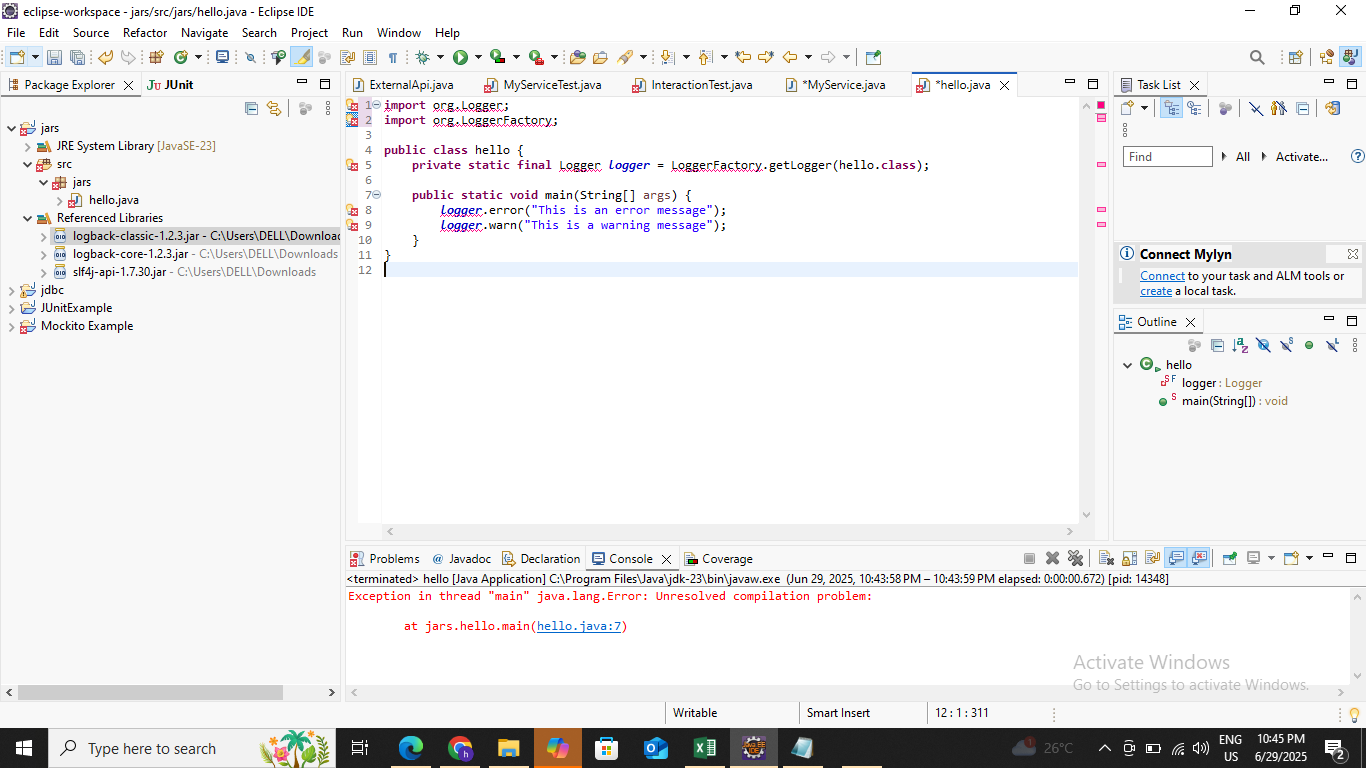 eclipse-workspace - jars/src/jars/hello.java - Eclipse IDE
File Edit Source Refactor Navigate Search Project Run Window Help
Package Explorer
JUnit
jars
JRE System Library [JavaSE-23]
src
jars
hello.java
Referenced Libraries
logback-classic-1.2.3.jar - C:\Users\DELL\Downloa
logback-core-1.2.3.jar - C:\Users\DELL\Downloads
slf4j-api-1.7.30.jar - C:\Users\DELL\Downloads
jdbc
JUnitExample
Mockito Example
ExternalApi.java MyServiceTest.java InteractionTest.java *MyService.java *hello.java
1 import org.Logger;
2 import org.LoggerFactory;
3
4 public class hello {
5 private static final Logger logger = LoggerFactory.getLogger(hello.class);
6
7 public static void main(String[] args) {
8 logger.error("This is an error message");
9 logger.warn("This is a warning message");
10 }
11 }
12
Task List
Find All Activate...
Connect Mylyn
Connect to your task and ALM tools or
create a local task.
Outline
hello
logger : Logger
main(String[]) : void
Problems @ Javadoc Declaration Console Coverage
<terminated> hello [Java Application] C:\Program Files\Java\jdk-23\bin\javaw.exe (Jun 29, 2025, 10:43:58 PM – 10:43:59 PM elapsed: 0:00:00.672) [pid: 14348]
Exception in thread "main" java.lang.Error: Unresolved compilation problem:
at jars.hello.main(hello.java:7)
Activate Windows
Go to Settings to activate Windows.
Writable Smart Insert 12 : 1 : 311
Type here to search
26°C
ENG
US
10:45 PM
6/29/2025
2